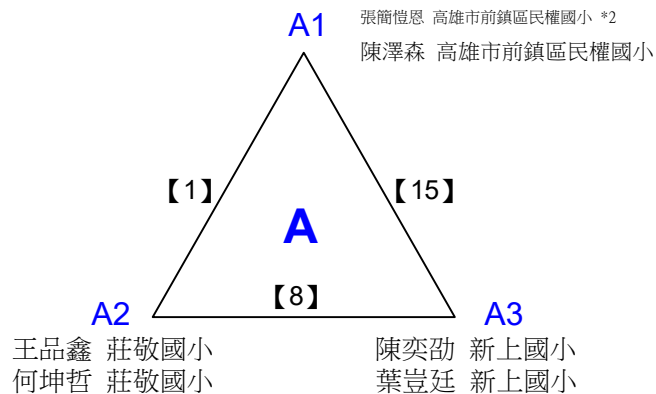 張簡愷恩 高雄市前鎮區民權國小 *2
A1
陳澤森 高雄市前鎮區民權國小
【1】
【15】
A
【8】
A2
A3
王品鑫 莊敬國小
陳奕劭 新上國小
何坤哲 莊敬國小
葉豈廷 新上國小